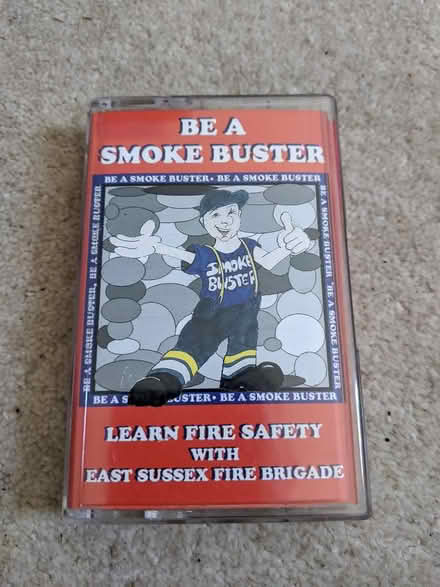 BE A
SMOKE BUSTER
BE A SMOKE BUSTER • BE A SMOKE BUSTER
BE A SMOKE BUSTER, BE A SMOKE BUSTER
SMOKE
BUSTER
BE A SMOKE BUSTER "BE A SMOKE BUSTER
BE A S BUSTER • BE A SMOKE BUSTER
LEARN FIRE SAFETY
WITH
EAST SUSSEX FIRE BRIGADE